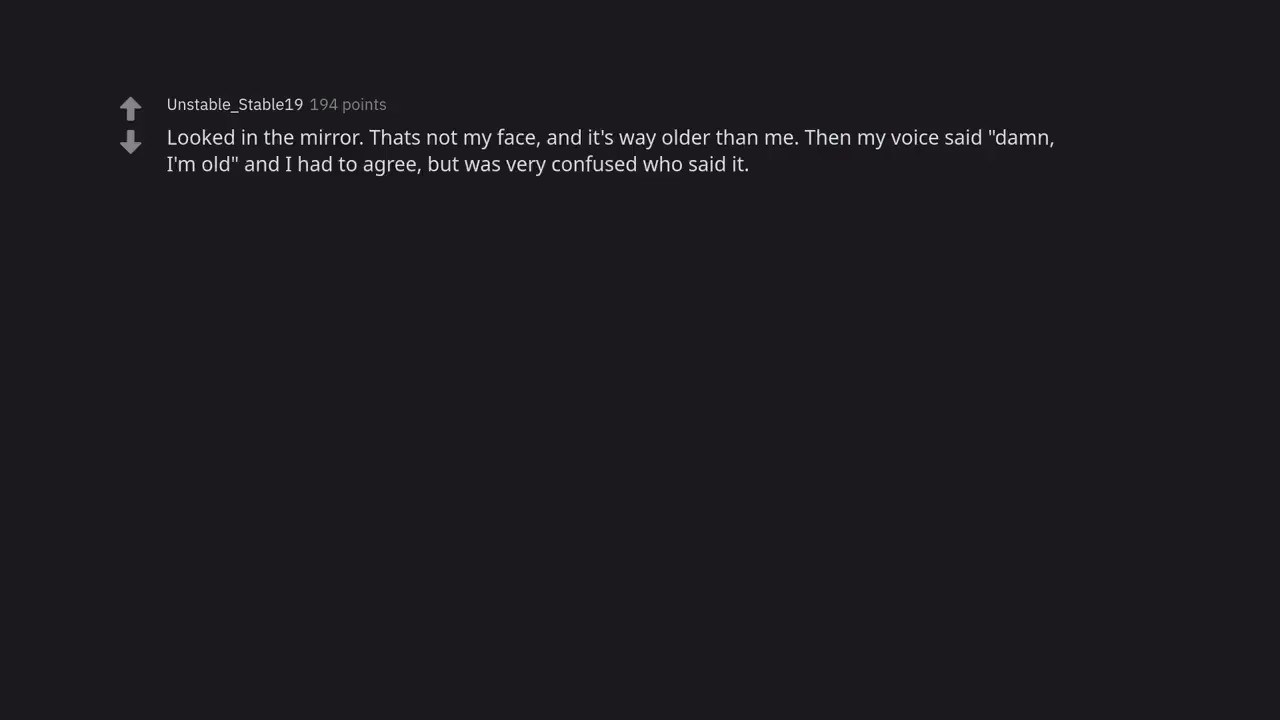 Unstable_Stable19 194 points
Looked in the mirror. Thats not my face, and it's way older than me. Then my voice said "damn,
I'm old" and I had to agree, but was very confused who said it.